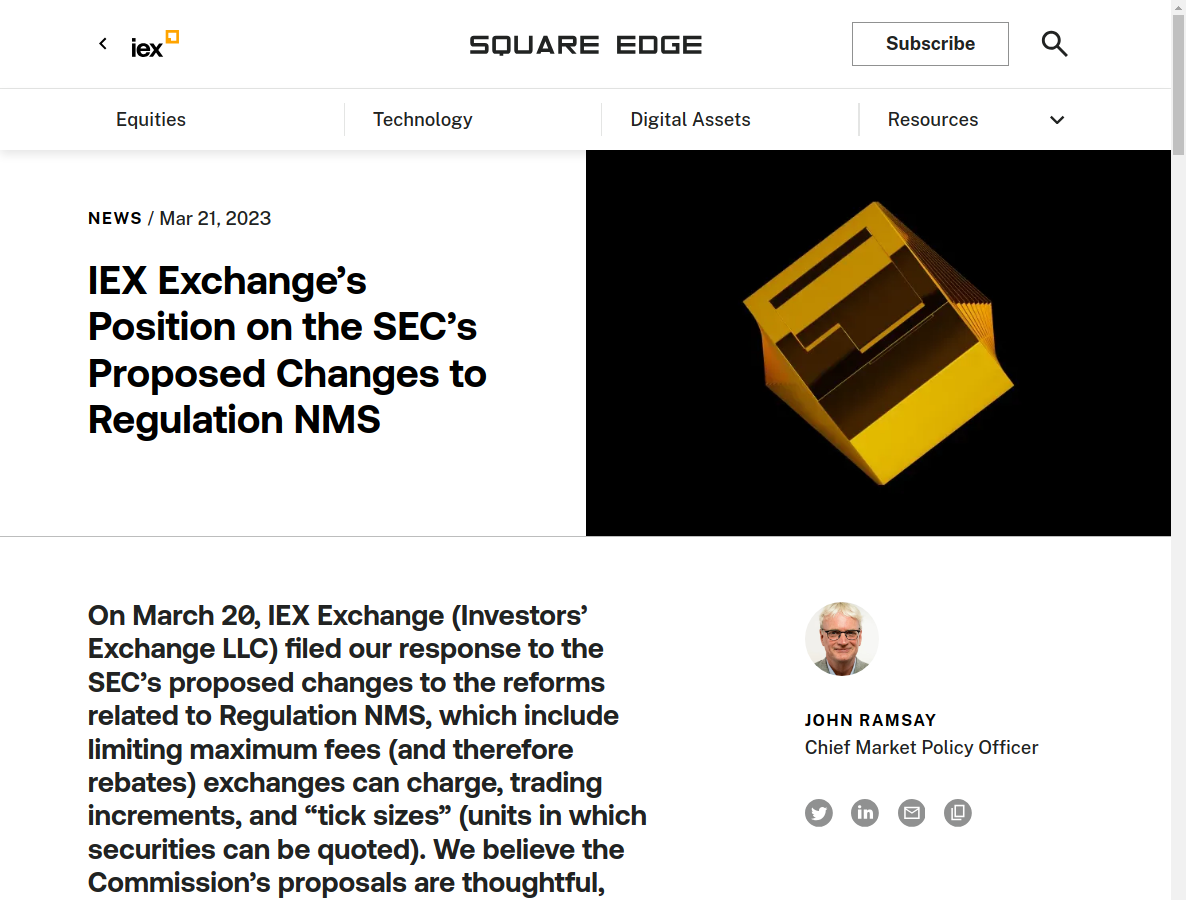 iex
SQUARE EDGE
Subscribe
Equities
Technology
Digital Assets
Resources
NEWS / Mar 21, 2023
IEX Exchange’s
Position on the SEC’s
Proposed Changes to
Regulation NMS
On March 20, IEX Exchange (Investors’
Exchange LLC) filed our response to the
SEC’s proposed changes to the reforms
related to Regulation NMS, which include
limiting maximum fees (and therefore
rebates) exchanges can charge, trading
increments, and “tick sizes” (units in which
securities can be quoted). We believe the
Commission’s proposals are thoughtful,
JOHN RAMSAY
Chief Market Policy Officer
in